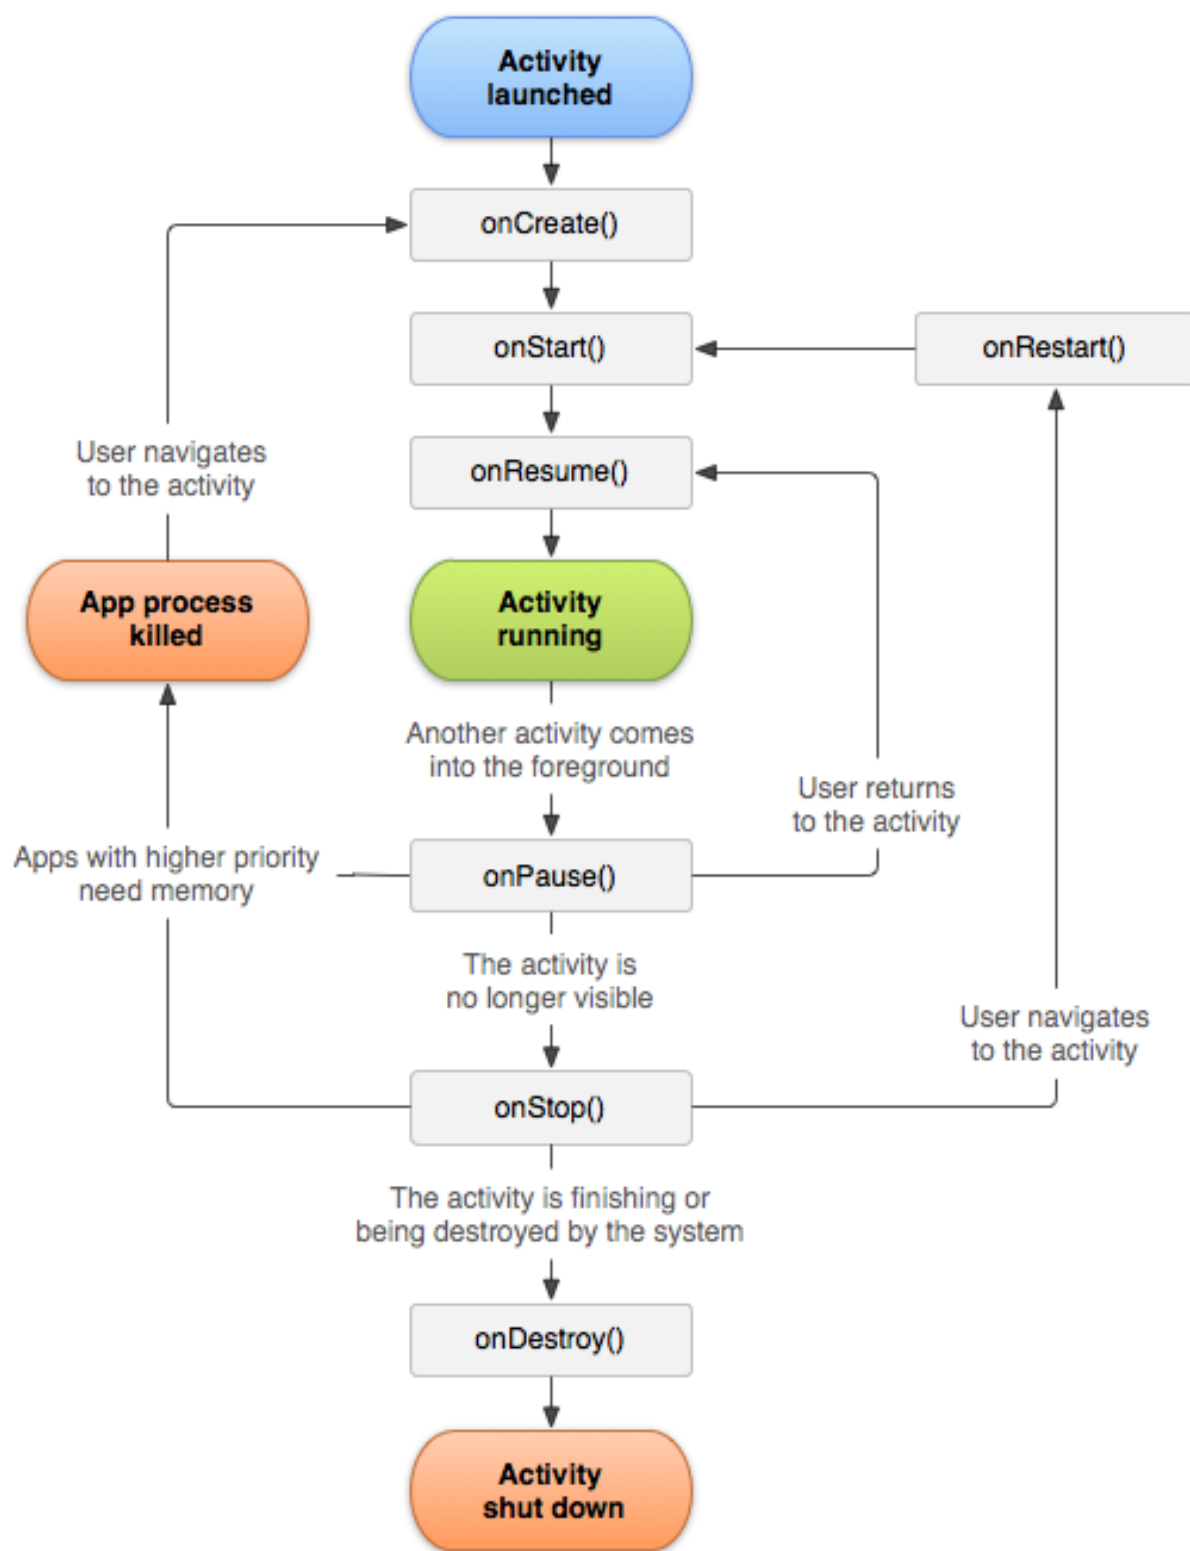 Activity
launched
onCreate()
onStart()
onRestart()
User navigates
to the activity
onResume()
App process
killed
Activity
running
Another activity comes
into the foreground
User returns
to the activity
Apps with higher priority
need memory
onPause()
The activity is
no longer visible
User navigates
to the activity
onStop()
The activity is finishing or
being destroyed by the system
onDestroy()
Activity
shut down